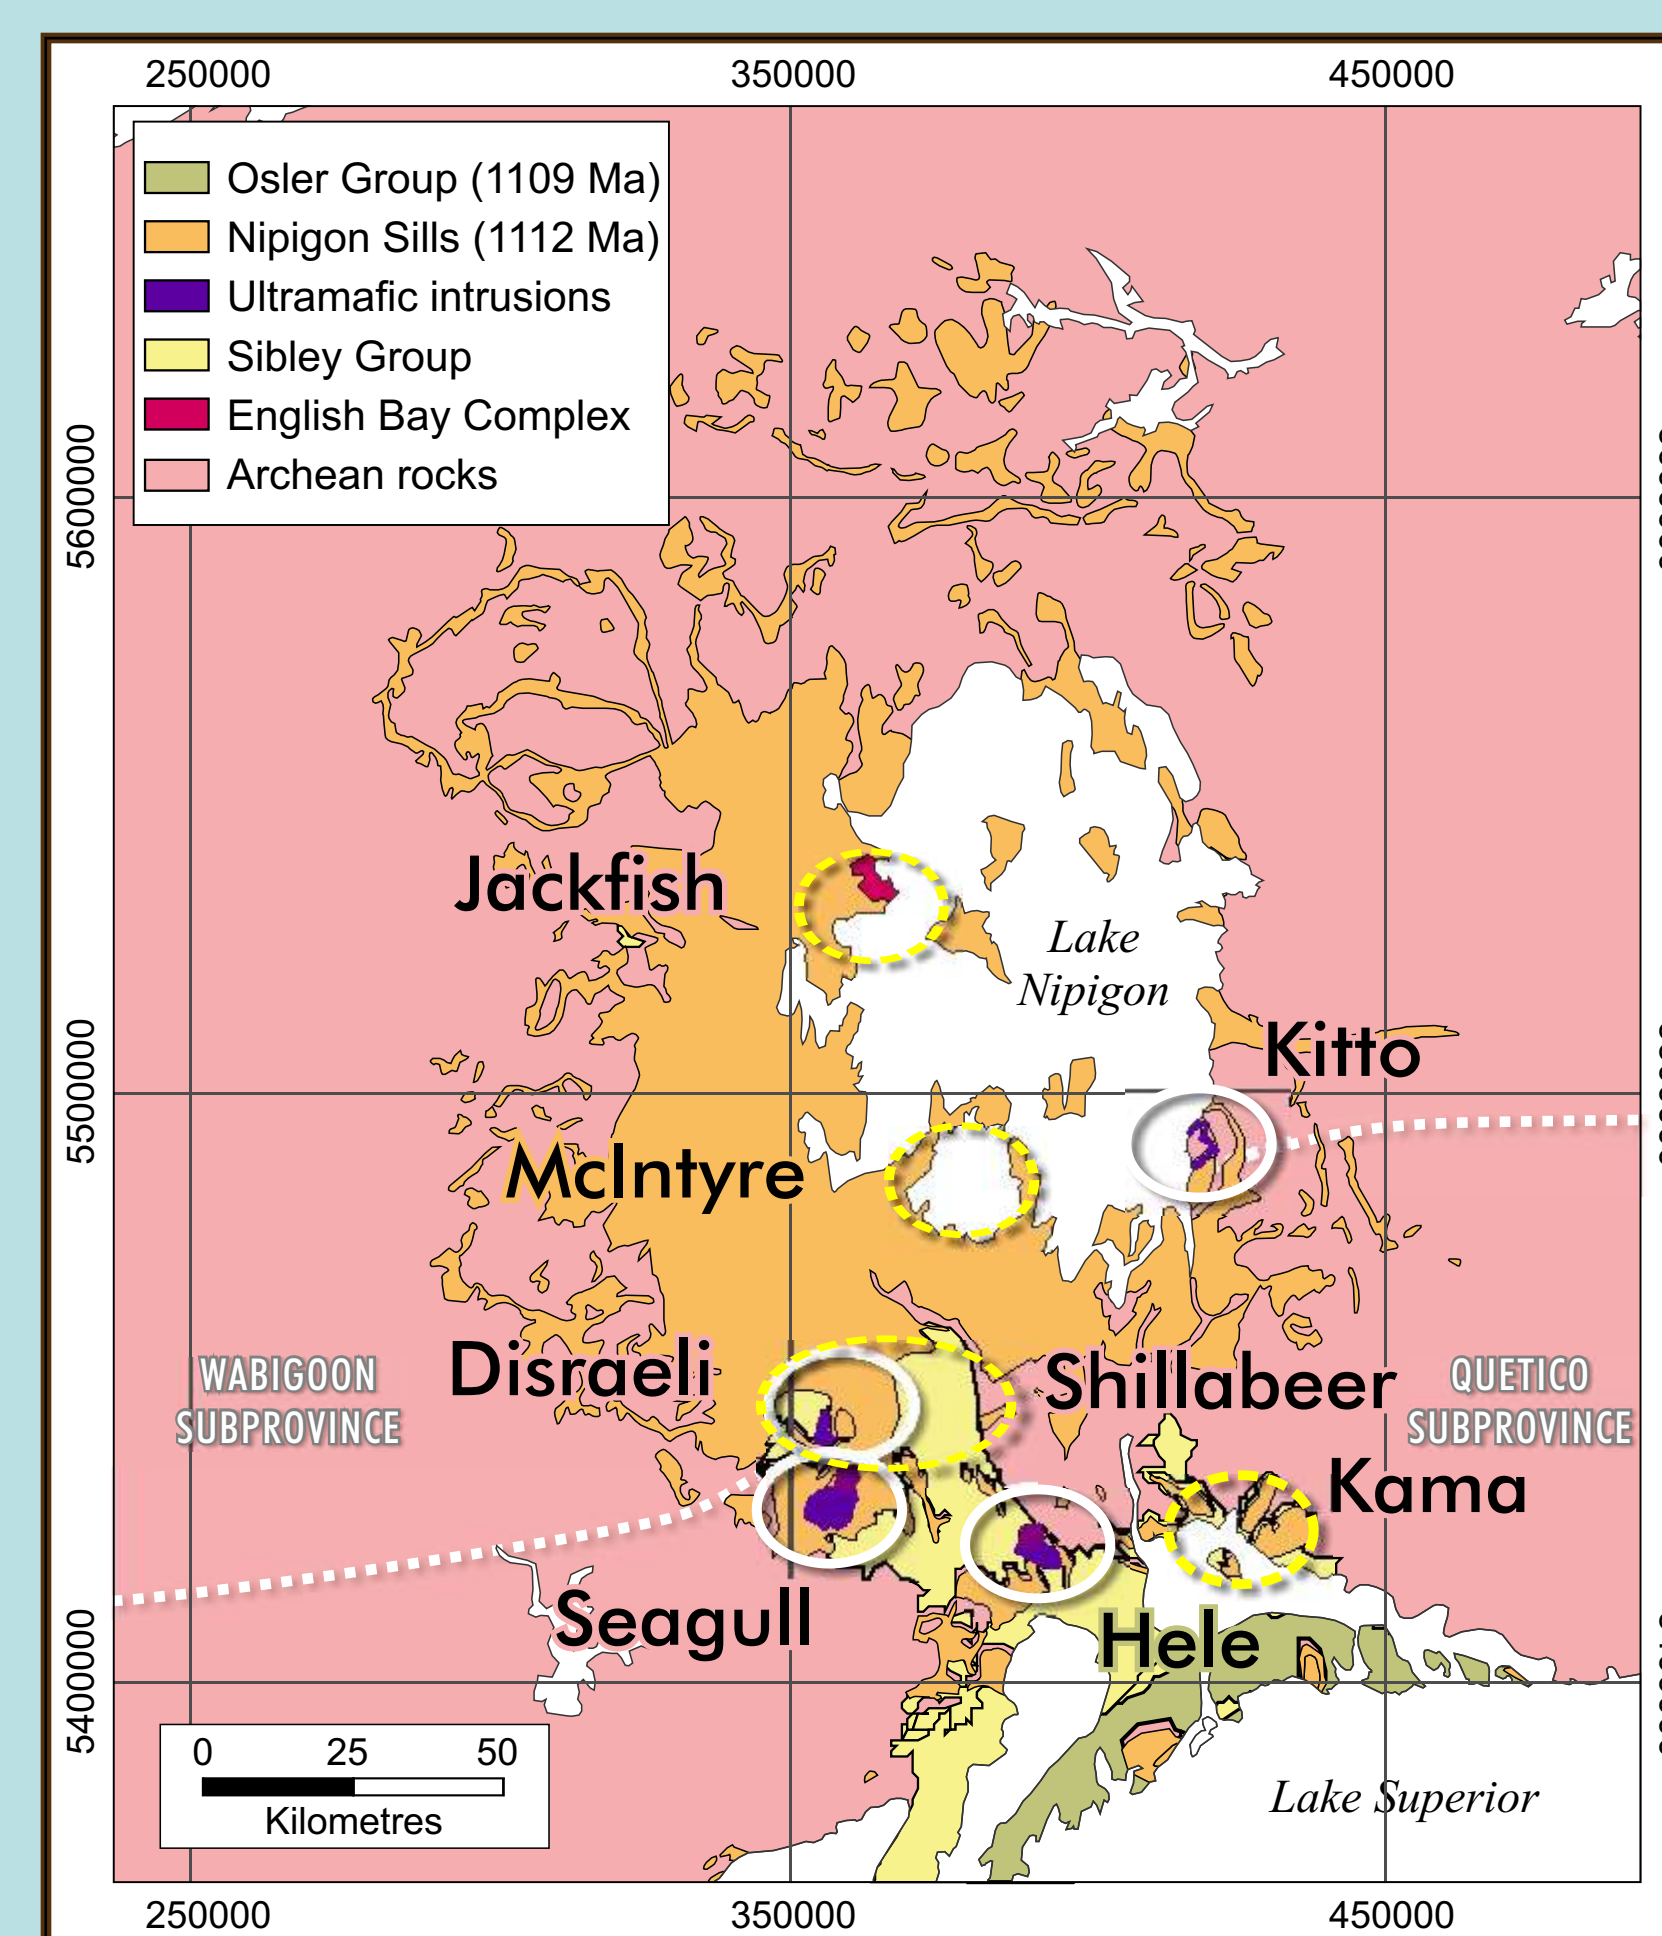 250000 350000 450000
Osler Group (1109 Ma)
Nipigon Sills (1112 Ma)
Ultramafic intrusions
Sibley Group
English Bay Complex
Archean rocks
5600000
Jackfish
Lake
Nipigon
Kitto
5500000
McIntyre
Disraeli
Shillabeer
WABIGOON
SUBPROVINCE
QUETICO
SUBPROVINCE
Kama
Seagull
Hele
5400000
0 25 50
Kilometres
Lake Superior
250000 350000 450000